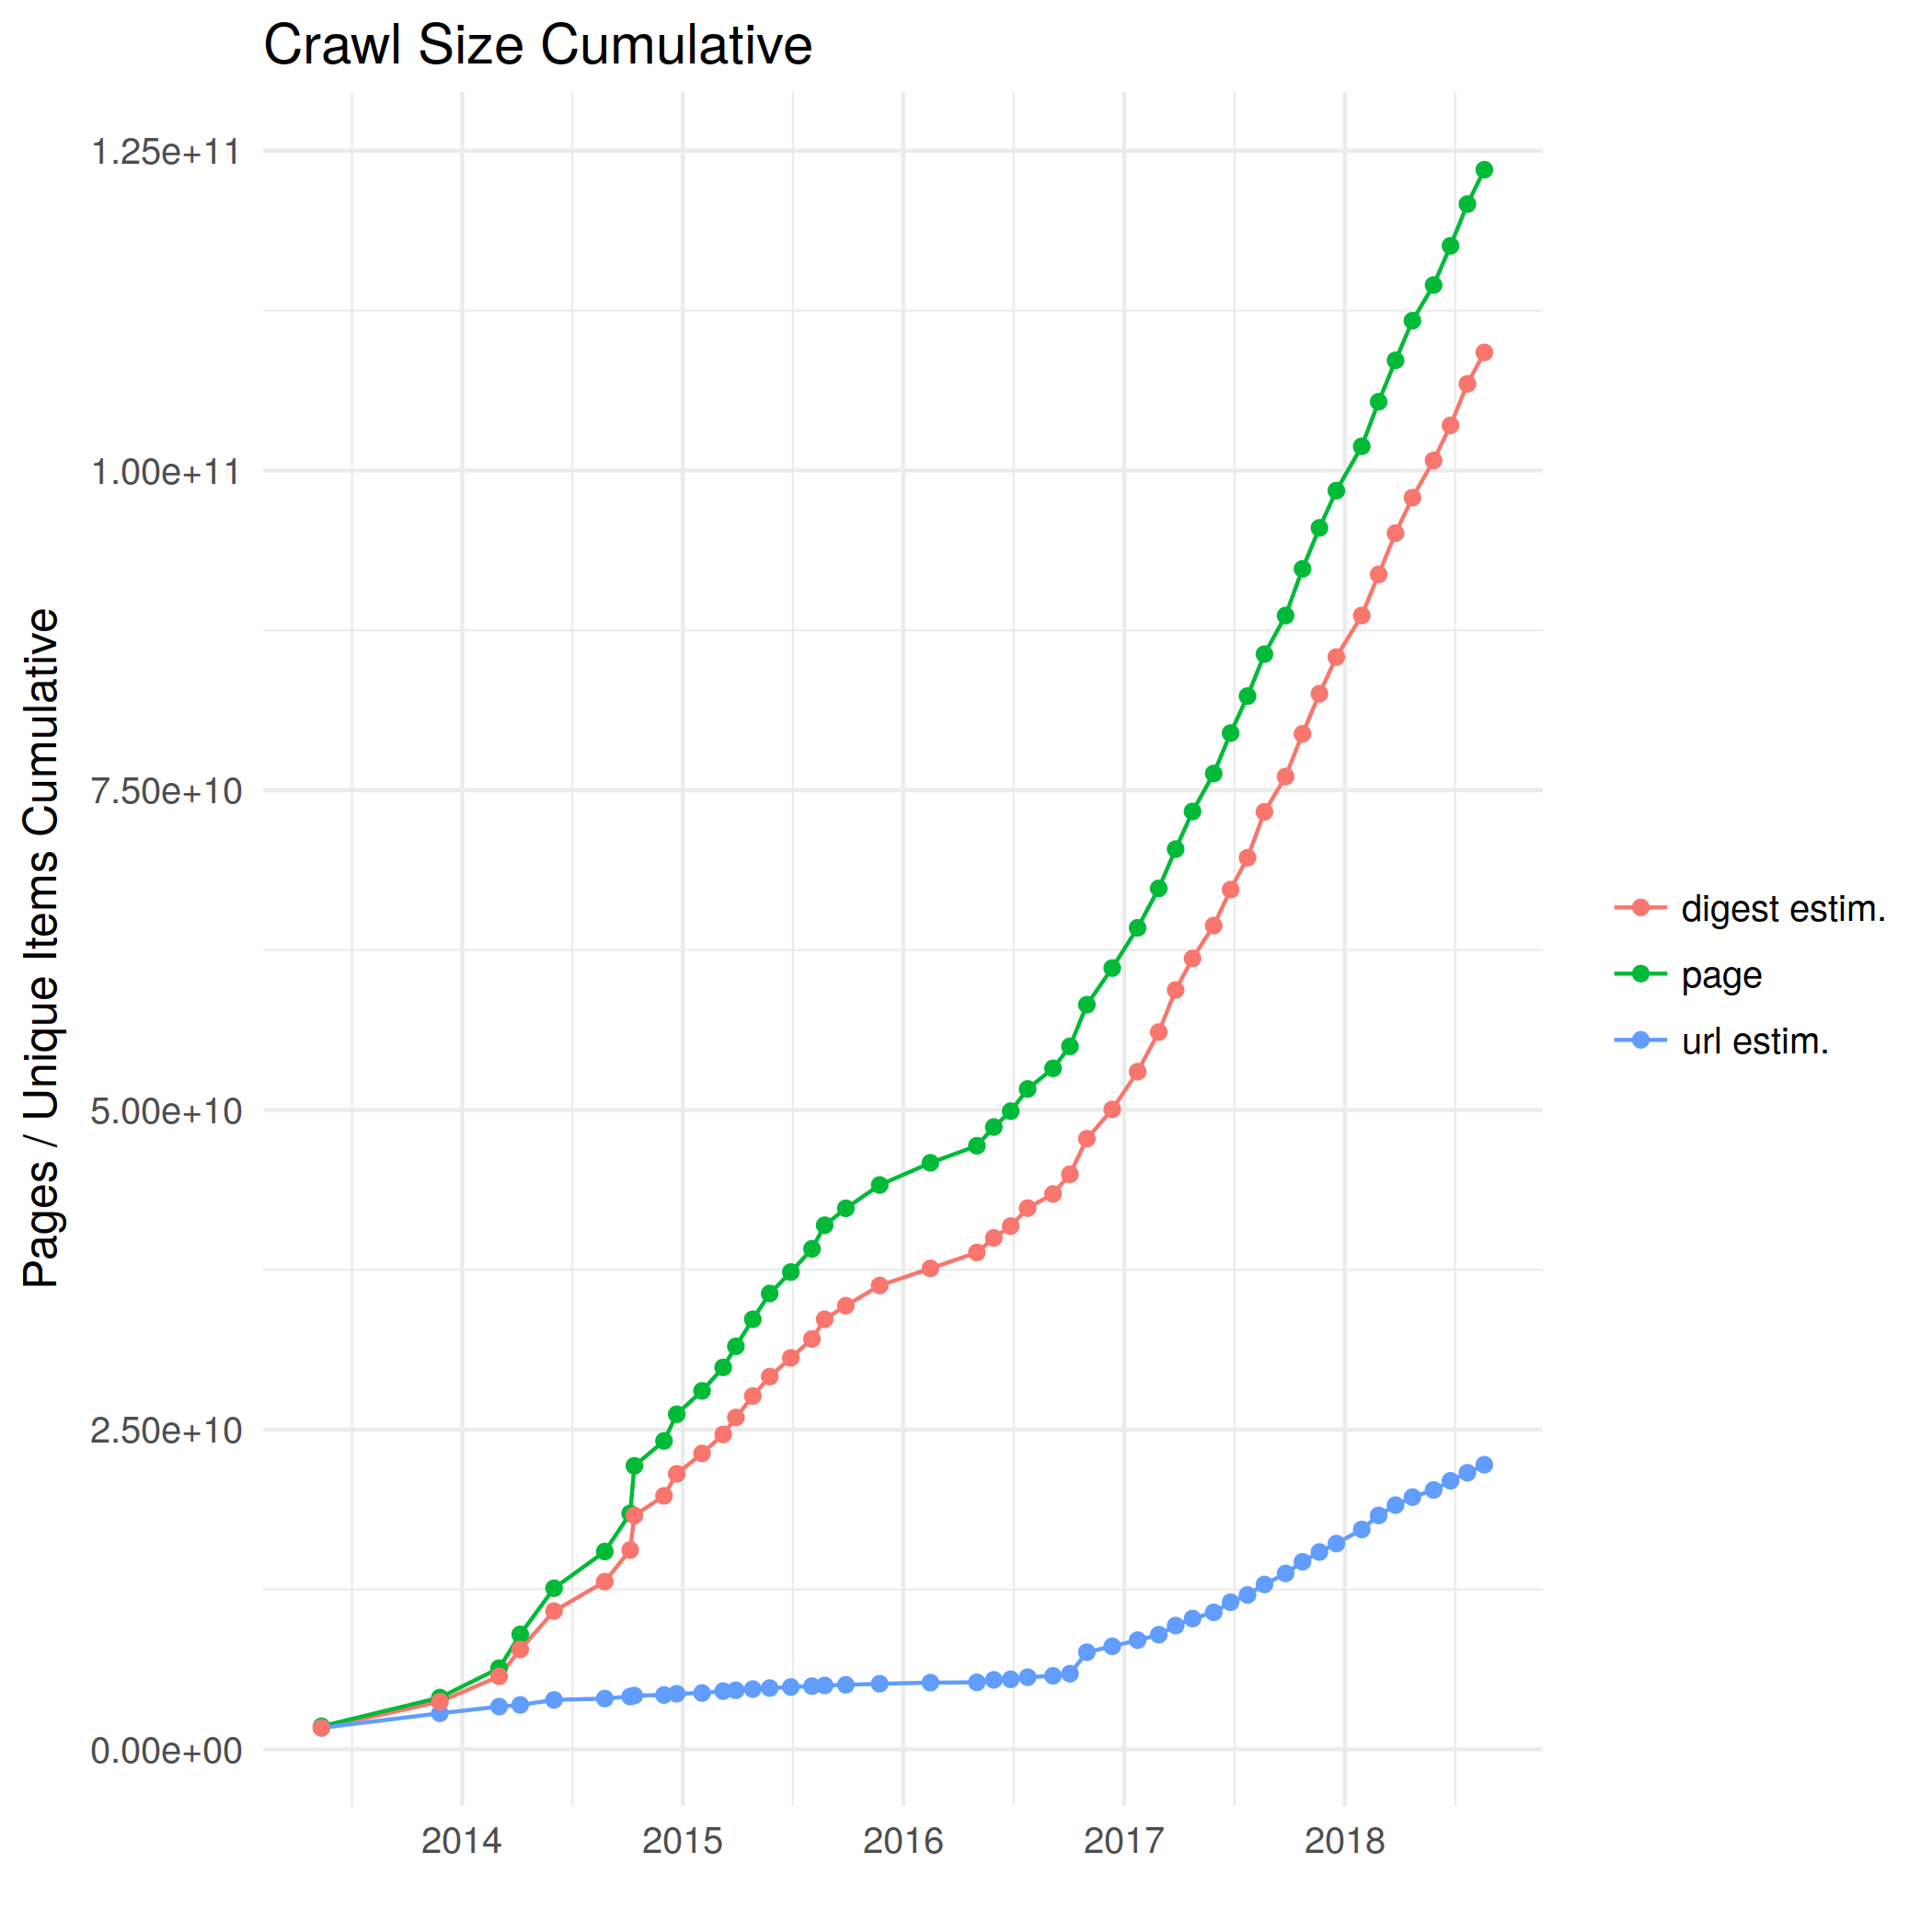 Crawl Size Cumulative
Pages / Unique Items Cumulative
1.25e+11
1.00e+11
7.50e+10
5.00e+10
2.50e+10
0.00e+00
2014
2015
2016
2017
2018
digest estim.
page
url estim.